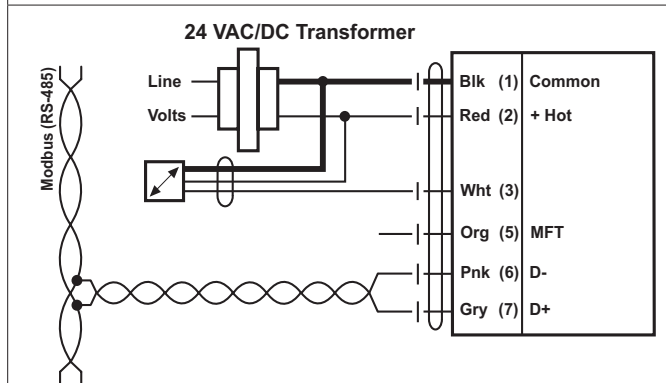 24 VAC/DC Transformer
Modbus (RS-485)
Line
Volts
Blk (1) Common
Red (2) + Hot
Wht (3)
Org (5) MFT
Pnk (6) D-
Gry (7) D+